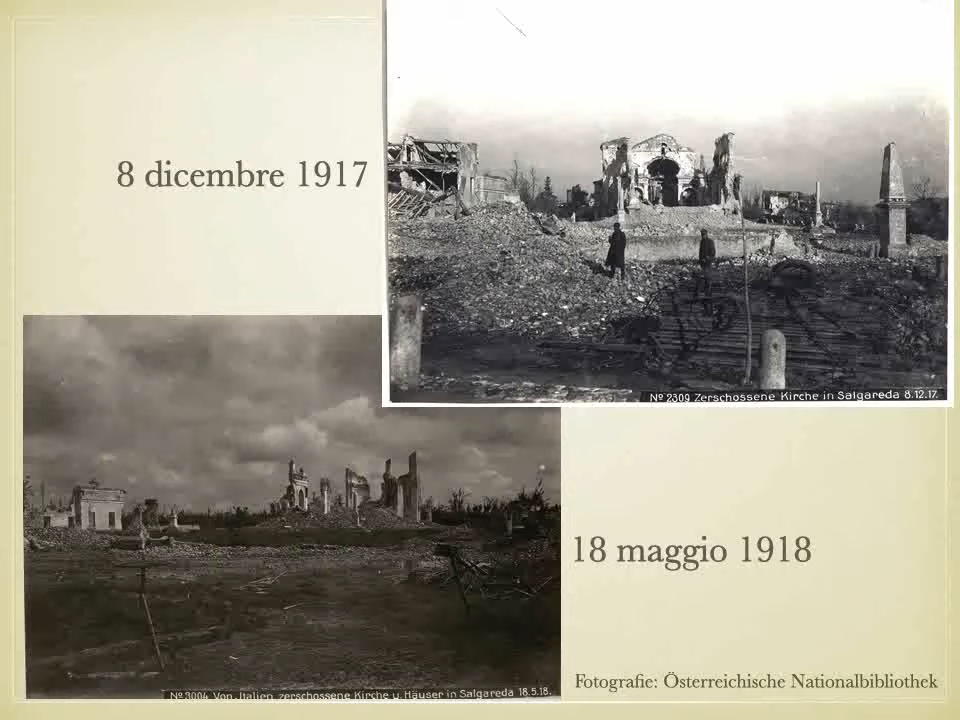 8 dicembre 1917
Nº 2309 Zerschossene Kirche in Salgareda 8.12.17.
18 maggio 1918
Fotografie: Österreichische Nationalbibliothek
Nº 3004 Von Italien zerschossene Kirche u. Häuser in Salgareda 18.5.18.